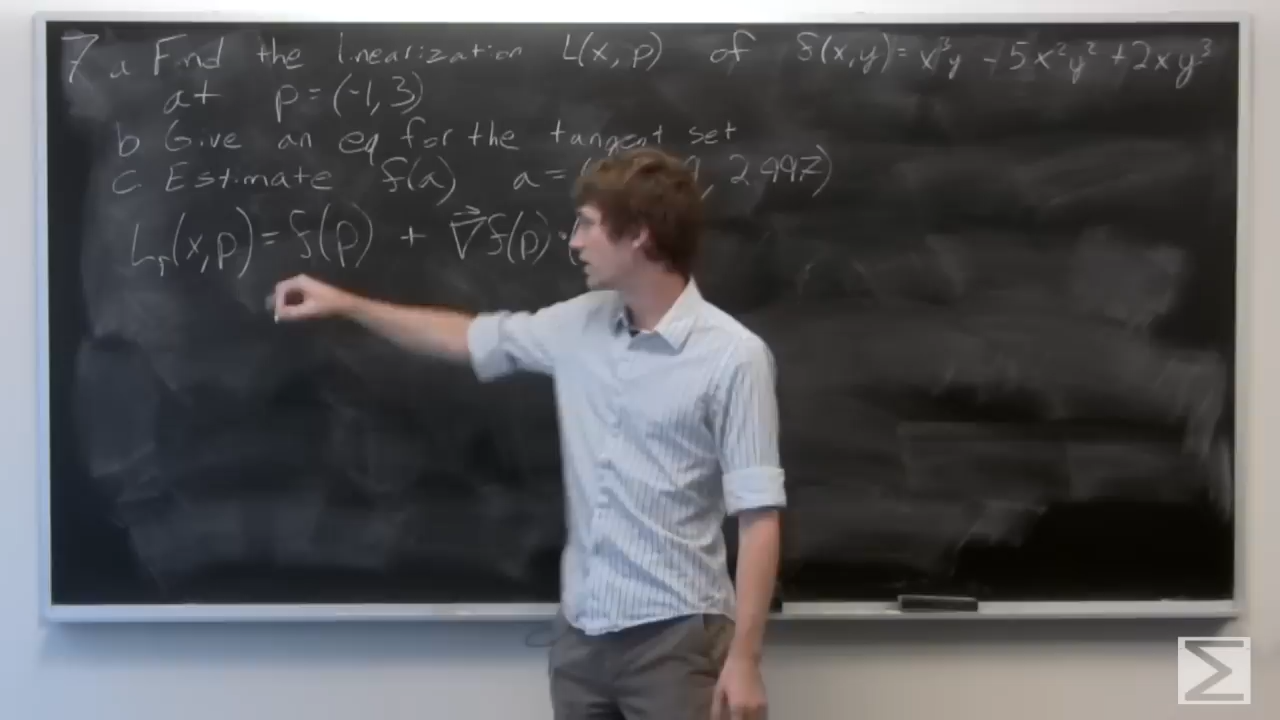 7 a Find the linearization L(x, p) of f(x,y) = x³y - 5x²y² + 2xy³
at p = (-1, 3)
b Give an eq for the tangent set
c. Estimate f(a) a = ( , 2.997)
L_p(x, p) = f(p) + ∇⃗f(p) · (
Σ